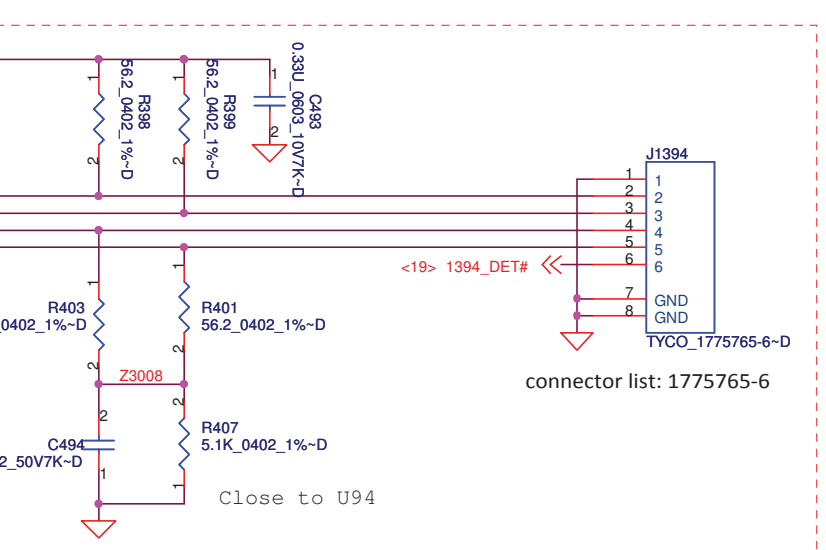 1
56.2_0402_1%~D
R398
2
1
56.2_0402_1%~D
R399
2
1
0.33U_0603_10V7K~D
C493
2
J1394
1 1
2 2
3 3
4 4
5 5
6 6
7 GND
8 GND
TYCO_1775765-6~D
connector list: 1775765-6
<19> 1394_DET#
1
R403
0402_1%~D
2
1
R401
56.2_0402_1%~D
2
Z3008
2
C494
2_50V7K~D
1
2
R407
5.1K_0402_1%~D
1
Close to U94